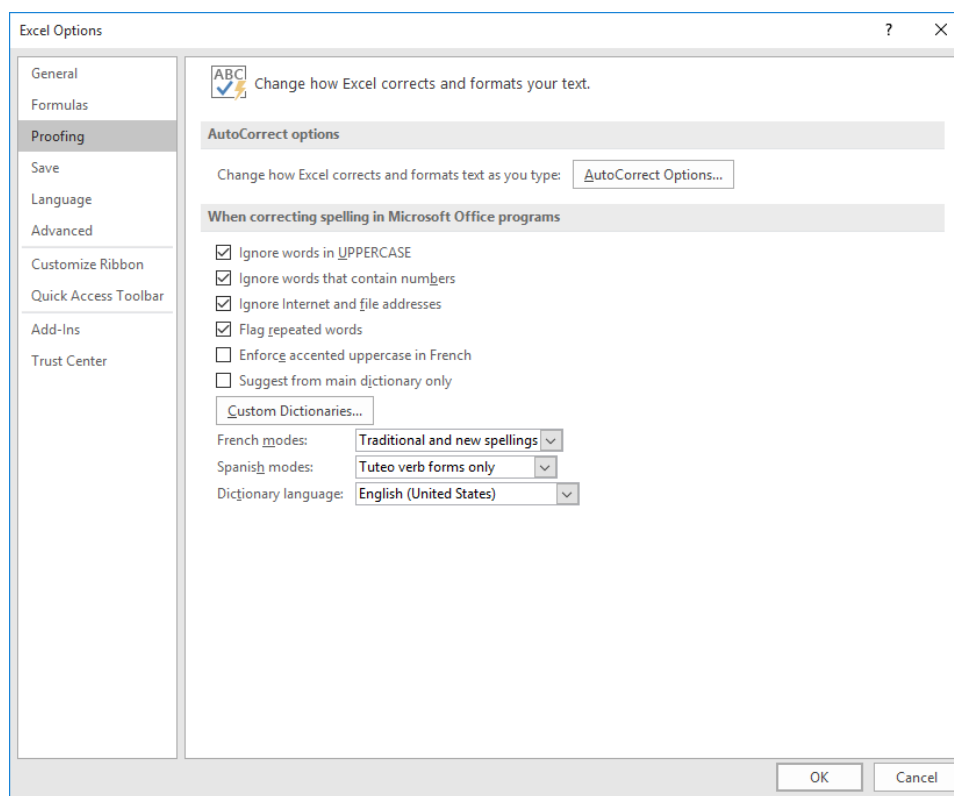 Excel Options
?
General
Formulas
Proofing
Save
Language
Advanced
Customize Ribbon
Quick Access Toolbar
Add-Ins
Trust Center
ABC
Change how Excel corrects and formats your text.
AutoCorrect options
Change how Excel corrects and formats text as you type: AutoCorrect Options...
When correcting spelling in Microsoft Office programs
Ignore words in UPPERCASE
Ignore words that contain numbers
Ignore Internet and file addresses
Flag repeated words
Enforce accented uppercase in French
Suggest from main dictionary only
Custom Dictionaries...
French modes: Traditional and new spellings
Spanish modes: Tuteo verb forms only
Dictionary language: English (United States)
OK Cancel